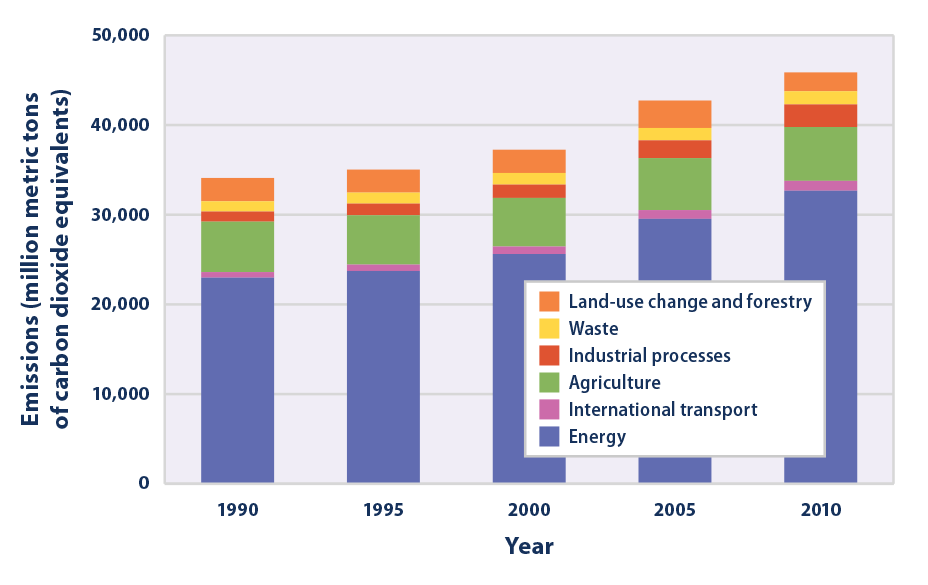 Emissions (million metric tons
of carbon dioxide equivalents)
50,000
40,000
30,000
20,000
10,000
0
Land-use change and forestry
Waste
Industrial processes
Agriculture
International transport
Energy
1990 1995 2000 2005 2010
Year